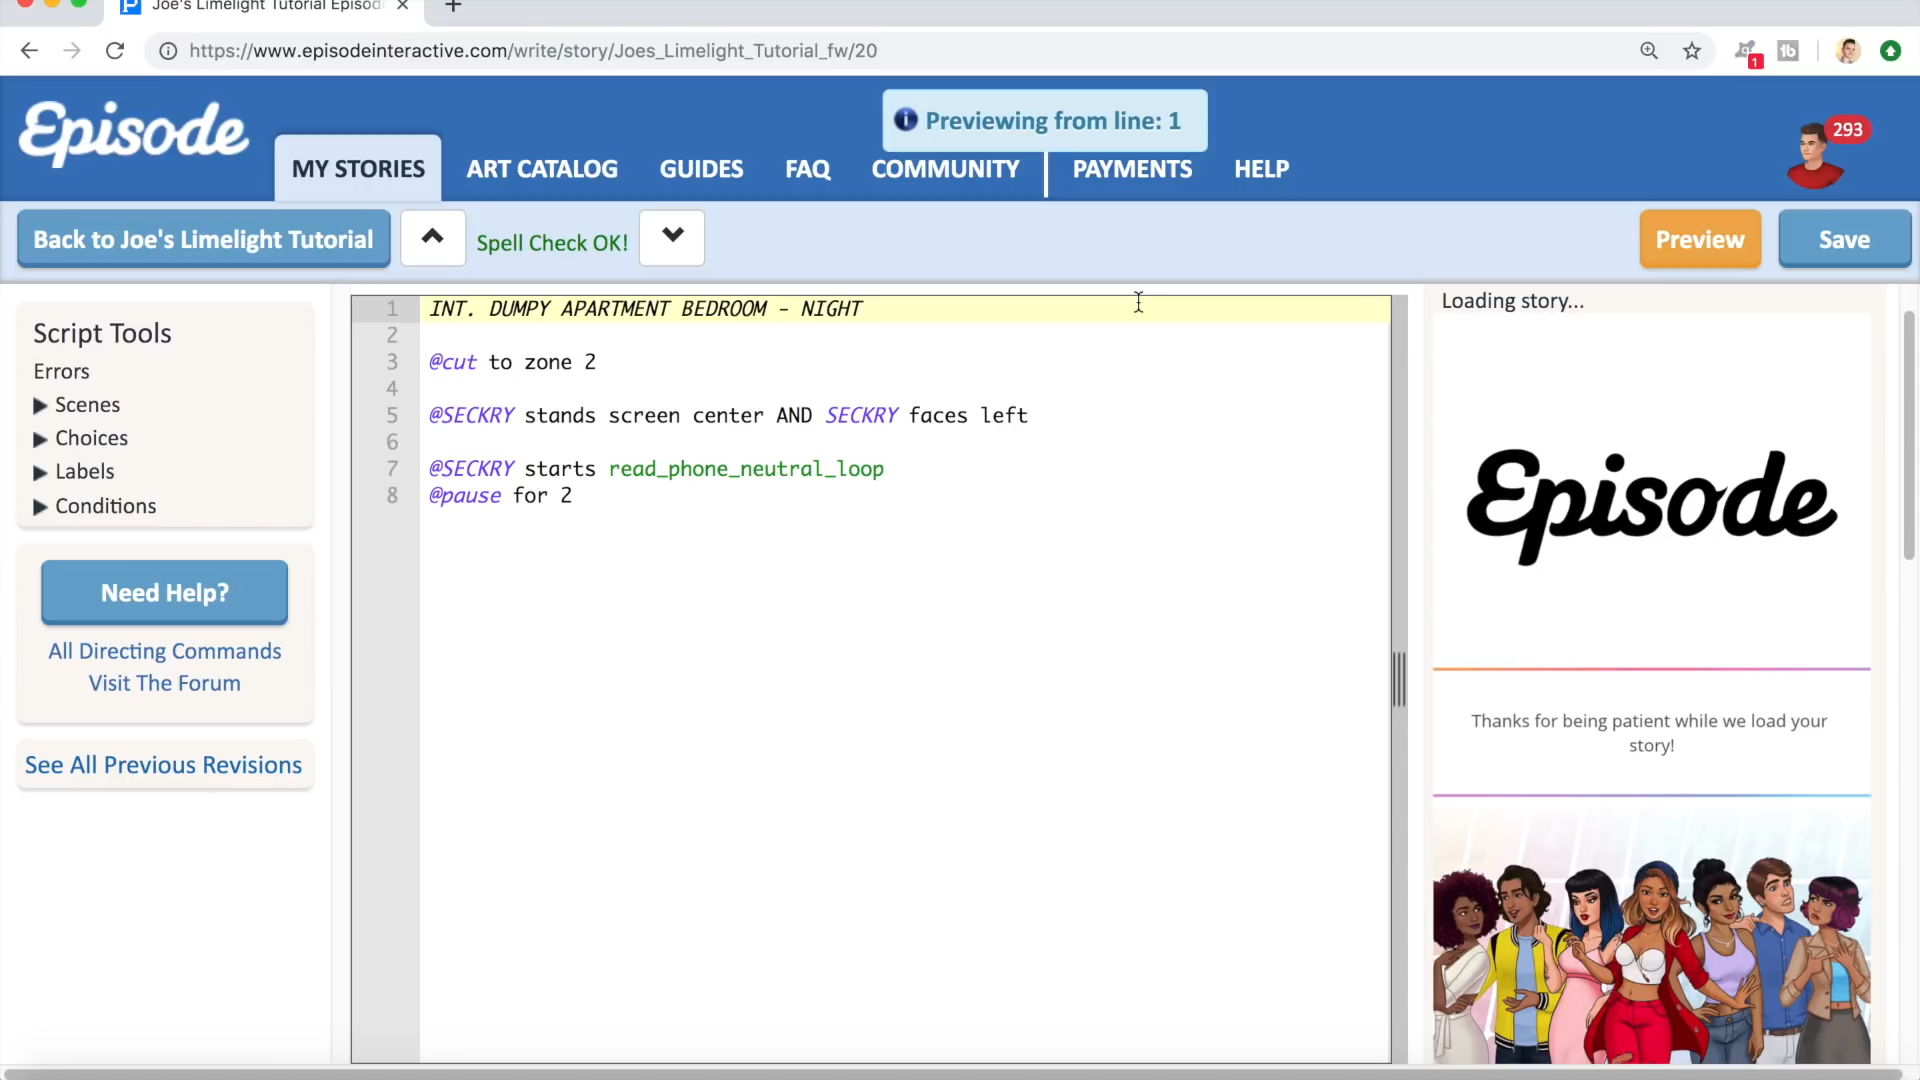 Joe's Limelight Tutorial Episod
https://www.episodeinteractive.com/write/story/Joes_Limelight_Tutorial_fw/20
1
Episode
Previewing from line: 1
293
MY STORIES
ART CATALOG
GUIDES
FAQ
COMMUNITY
PAYMENTS
HELP
Back to Joe's Limelight Tutorial
Spell Check OK!
Preview
Save
Script Tools
Errors
Scenes
Choices
Labels
Conditions
Need Help?
All Directing Commands
Visit The Forum
See All Previous Revisions
1 INT. DUMPY APARTMENT BEDROOM - NIGHT
2
3 @cut to zone 2
4
5 @SECKRY stands screen center AND SECKRY faces left
6
7 @SECKRY starts read_phone_neutral_loop
8 @pause for 2
Loading story...
Episode
Thanks for being patient while we load your
story!